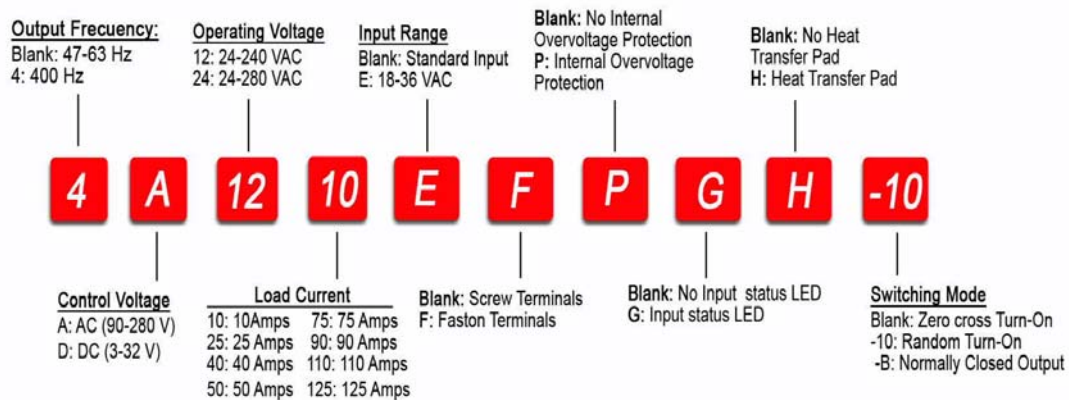 Output Frecuency:
Blank: 47-63 Hz
4: 400 Hz
Operating Voltage
12: 24-240 VAC
24: 24-280 VAC
Input Range
Blank: Standard Input
E: 18-36 VAC
Blank: No Internal
Overvoltage Protection
P: Internal Overvoltage
Protection
Blank: No Heat
Transfer Pad
H: Heat Transfer Pad
4 A 12 10 E F P G H -10
Control Voltage
A: AC (90-280 V)
D: DC (3-32 V)
Load Current
10: 10Amps 75: 75 Amps
25: 25 Amps 90: 90 Amps
40: 40 Amps 110: 110 Amps
50: 50 Amps 125: 125 Amps
Blank: Screw Terminals
F: Faston Terminals
Blank: No Input status LED
G: Input status LED
Switching Mode
Blank: Zero cross Turn-On
-10: Random Turn-On
-B: Normally Closed Output